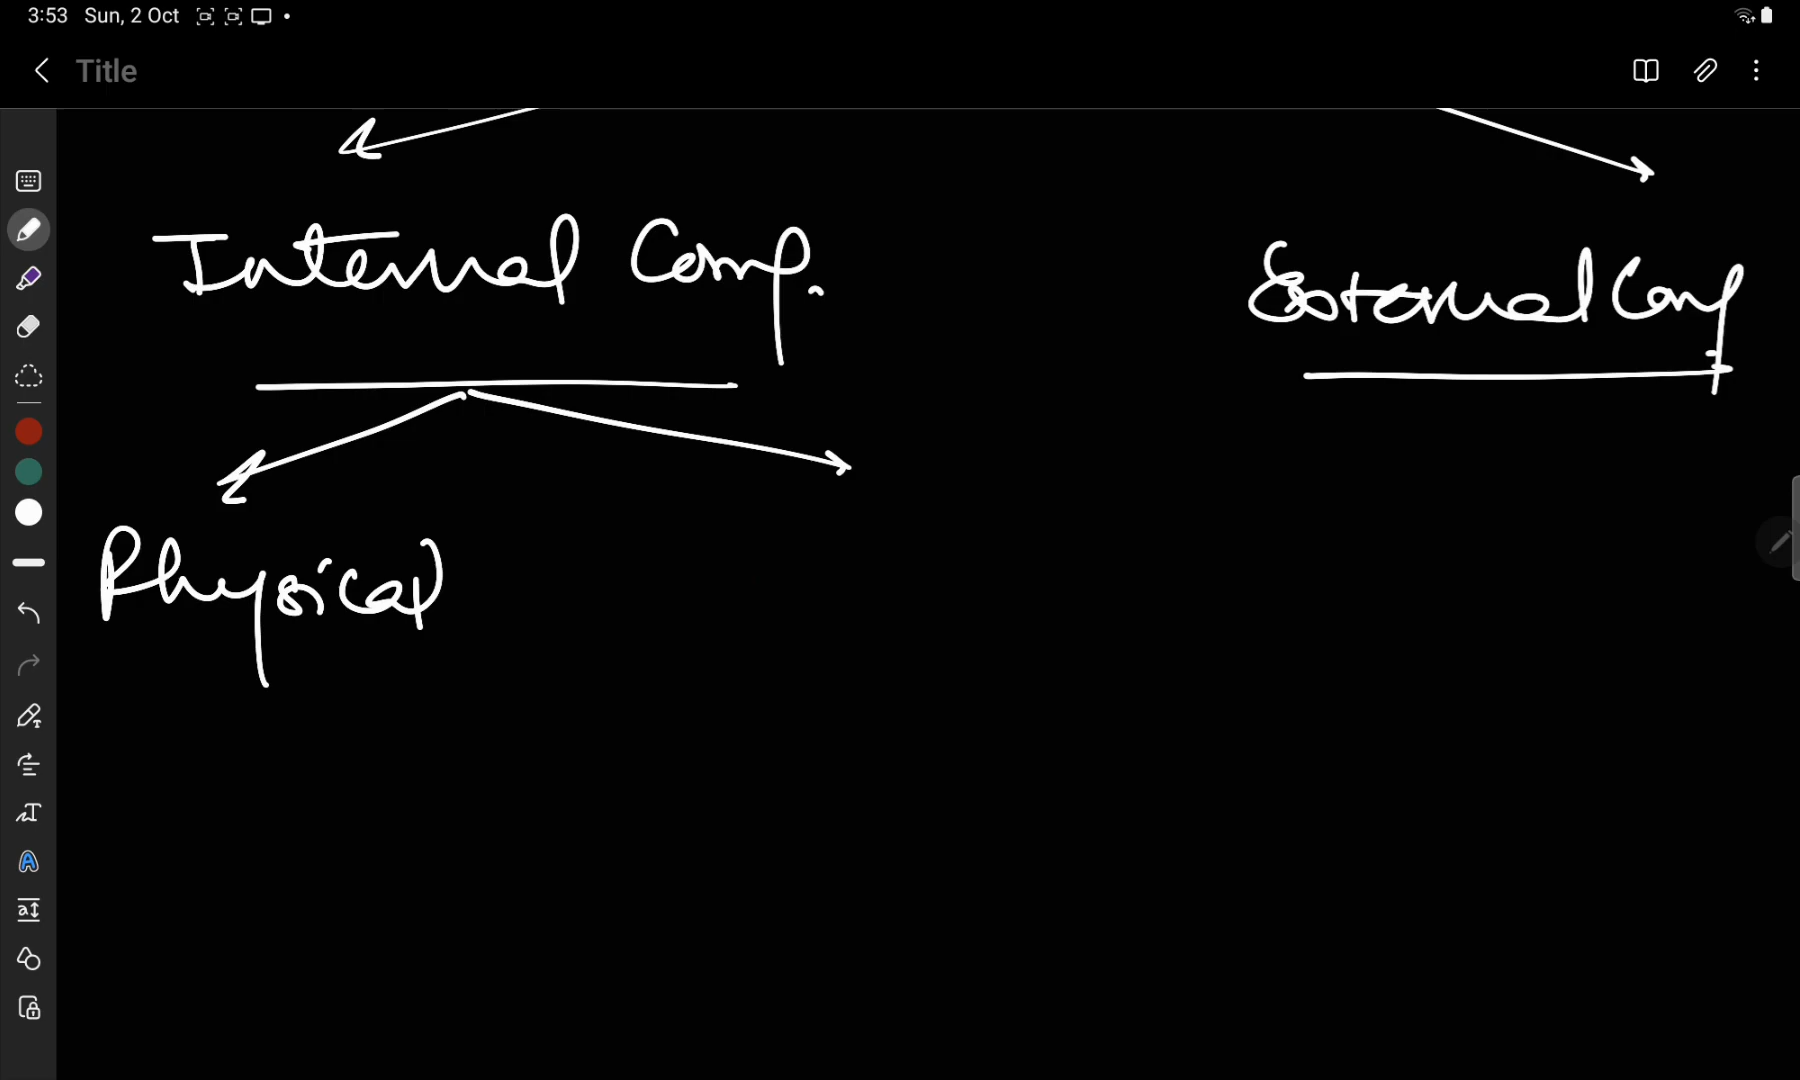 3:53 Sun, 2 Oct
Title
Internal Comp.
External Comp
Physical